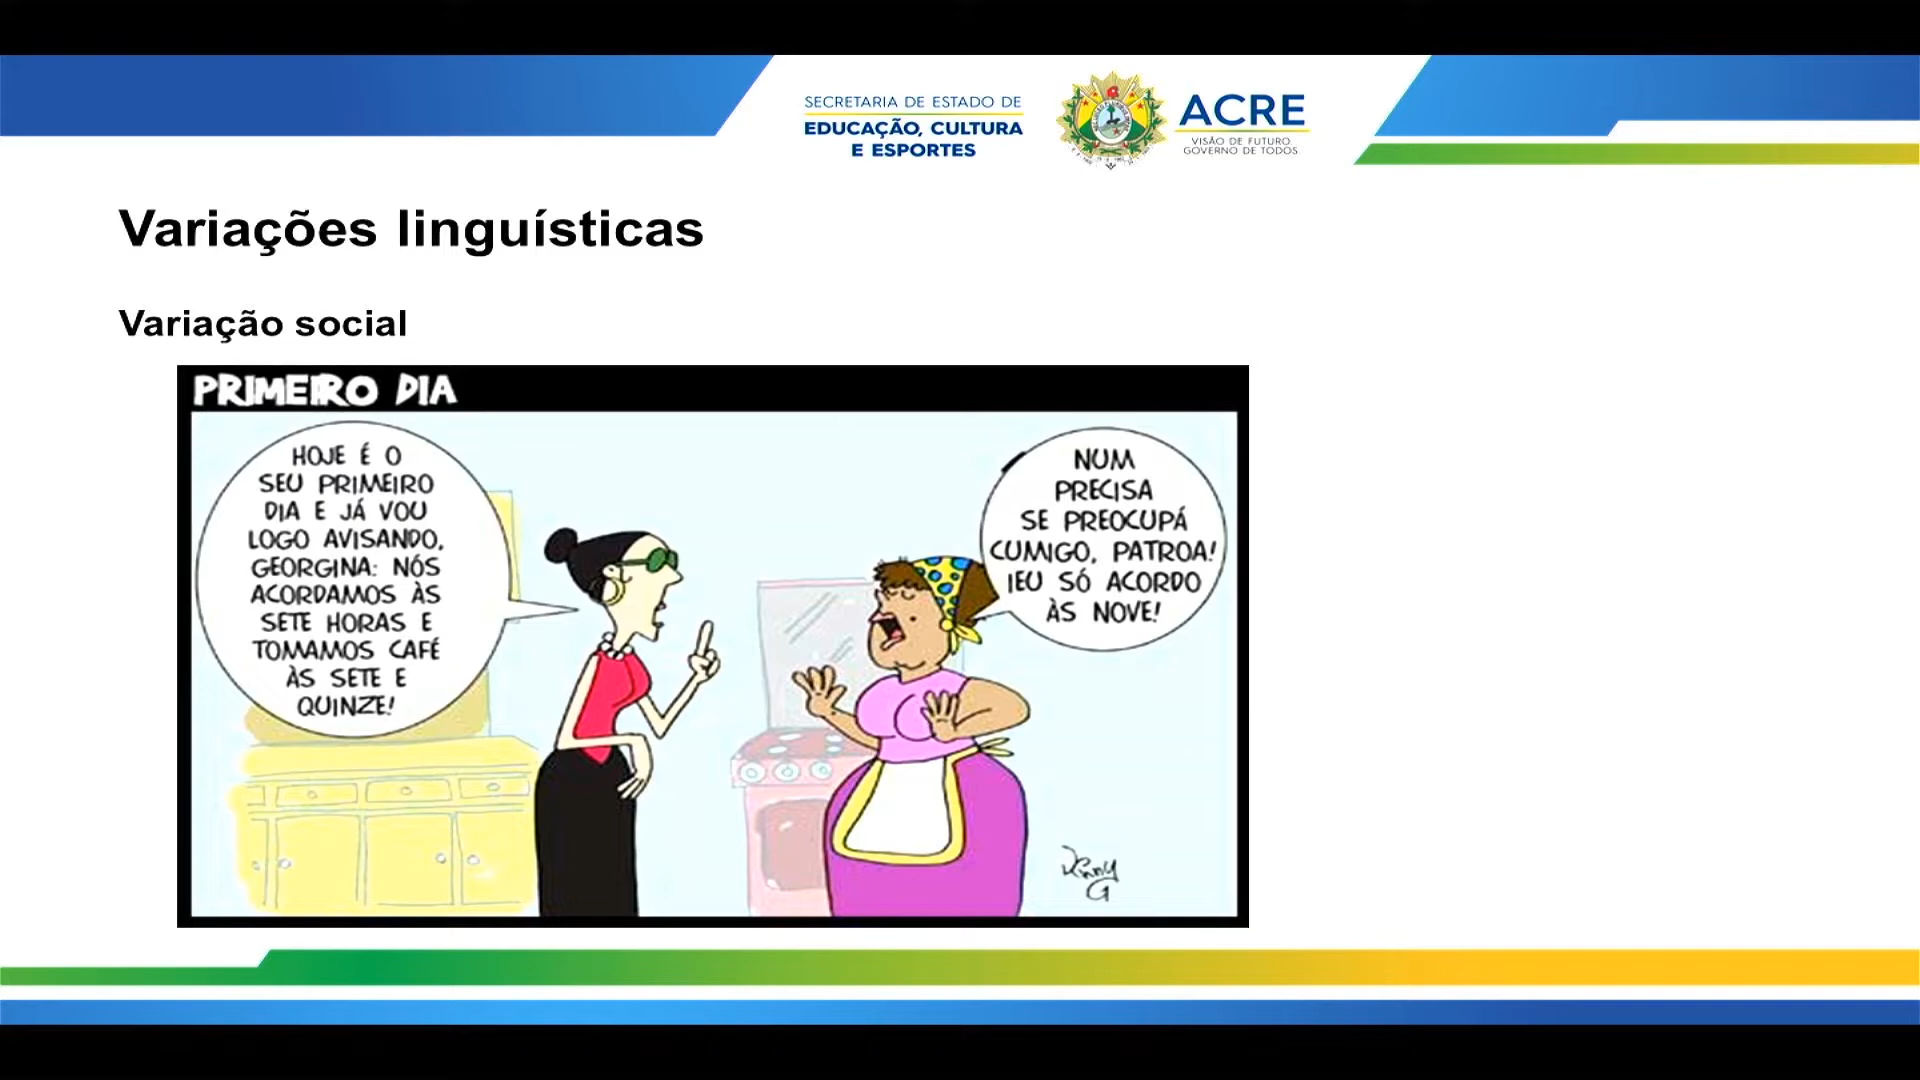 SECRETARIA DE ESTADO DE
EDUCAÇÃO, CULTURA
E ESPORTES
ACRE
VISÃO DE FUTURO.
GOVERNO DE TODOS.
Variações linguísticas
Variação social
PRIMEIRO DIA
HOJE É O
SEU PRIMEIRO
DIA E JÁ VOU
LOGO AVISANDO,
GEORGINA: NÓS
ACORDAMOS ÀS
SETE HORAS E
TOMAMOS CAFÉ
ÀS SETE E
QUINZE!
NUM
PRECISA
SE PREOCUPÁ
CUMIGO, PATROA!
IEU SÓ ACORDO
ÀS NOVE!